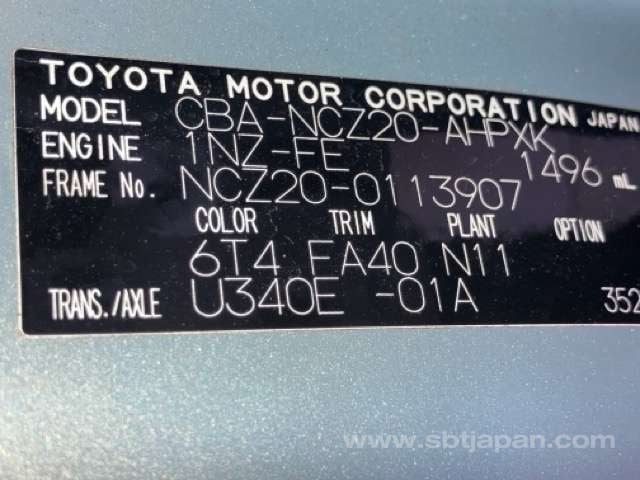 TOYOTA MOTOR CORPORATION JAPAN
MODEL CBA-NCZ20-AHPXK
ENGINE 1NZ-FE 1496 mL
FRAME No. NCZ20-0113907
COLOR TRIM PLANT OPTION
6T4 FA40 N11
TRANS./AXLE U340E -01A 352
www.sbtjapan.com